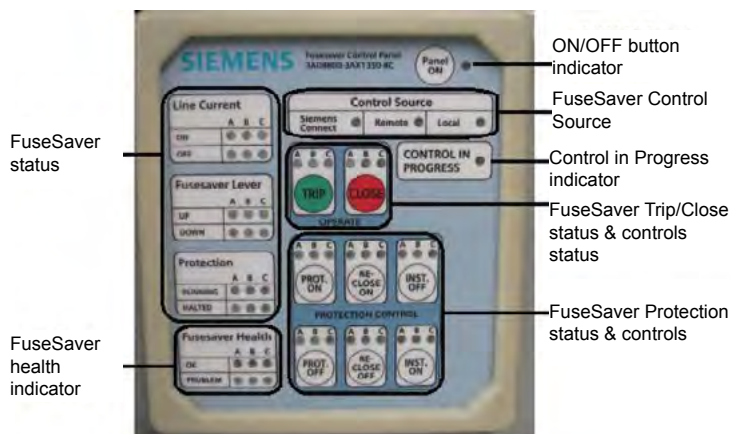 SIEMENS
Fusesaver Control Panel
Panel
ON
ON/OFF button
indicator
Line Current
A B C
ON
OFF
Control Source
Siemens
Connect
Remote
Local
FuseSaver Control
Source
FuseSaver
status
A B C
A B C
TRIP
CLOSE
OPERATE
CONTROL IN
PROGRESS
Control in Progress
indicator
Fusesaver Lever
A B C
UP
DOWN
FuseSaver Trip/Close
status & controls
status
Protection
A B C
RUNNING
HALTED
A B C
A B C
A B C
PROT.
ON
RE-
CLOSE
ON
INST.
OFF
PROTECTION CONTROL
FuseSaver Protection
status & controls
FuseSaver
health
indicator
Fusesaver Health
A B C
OK
PROBLEM
A B C
A B C
A B C
PROT.
OFF
RE-
CLOSE
OFF
INST.
ON